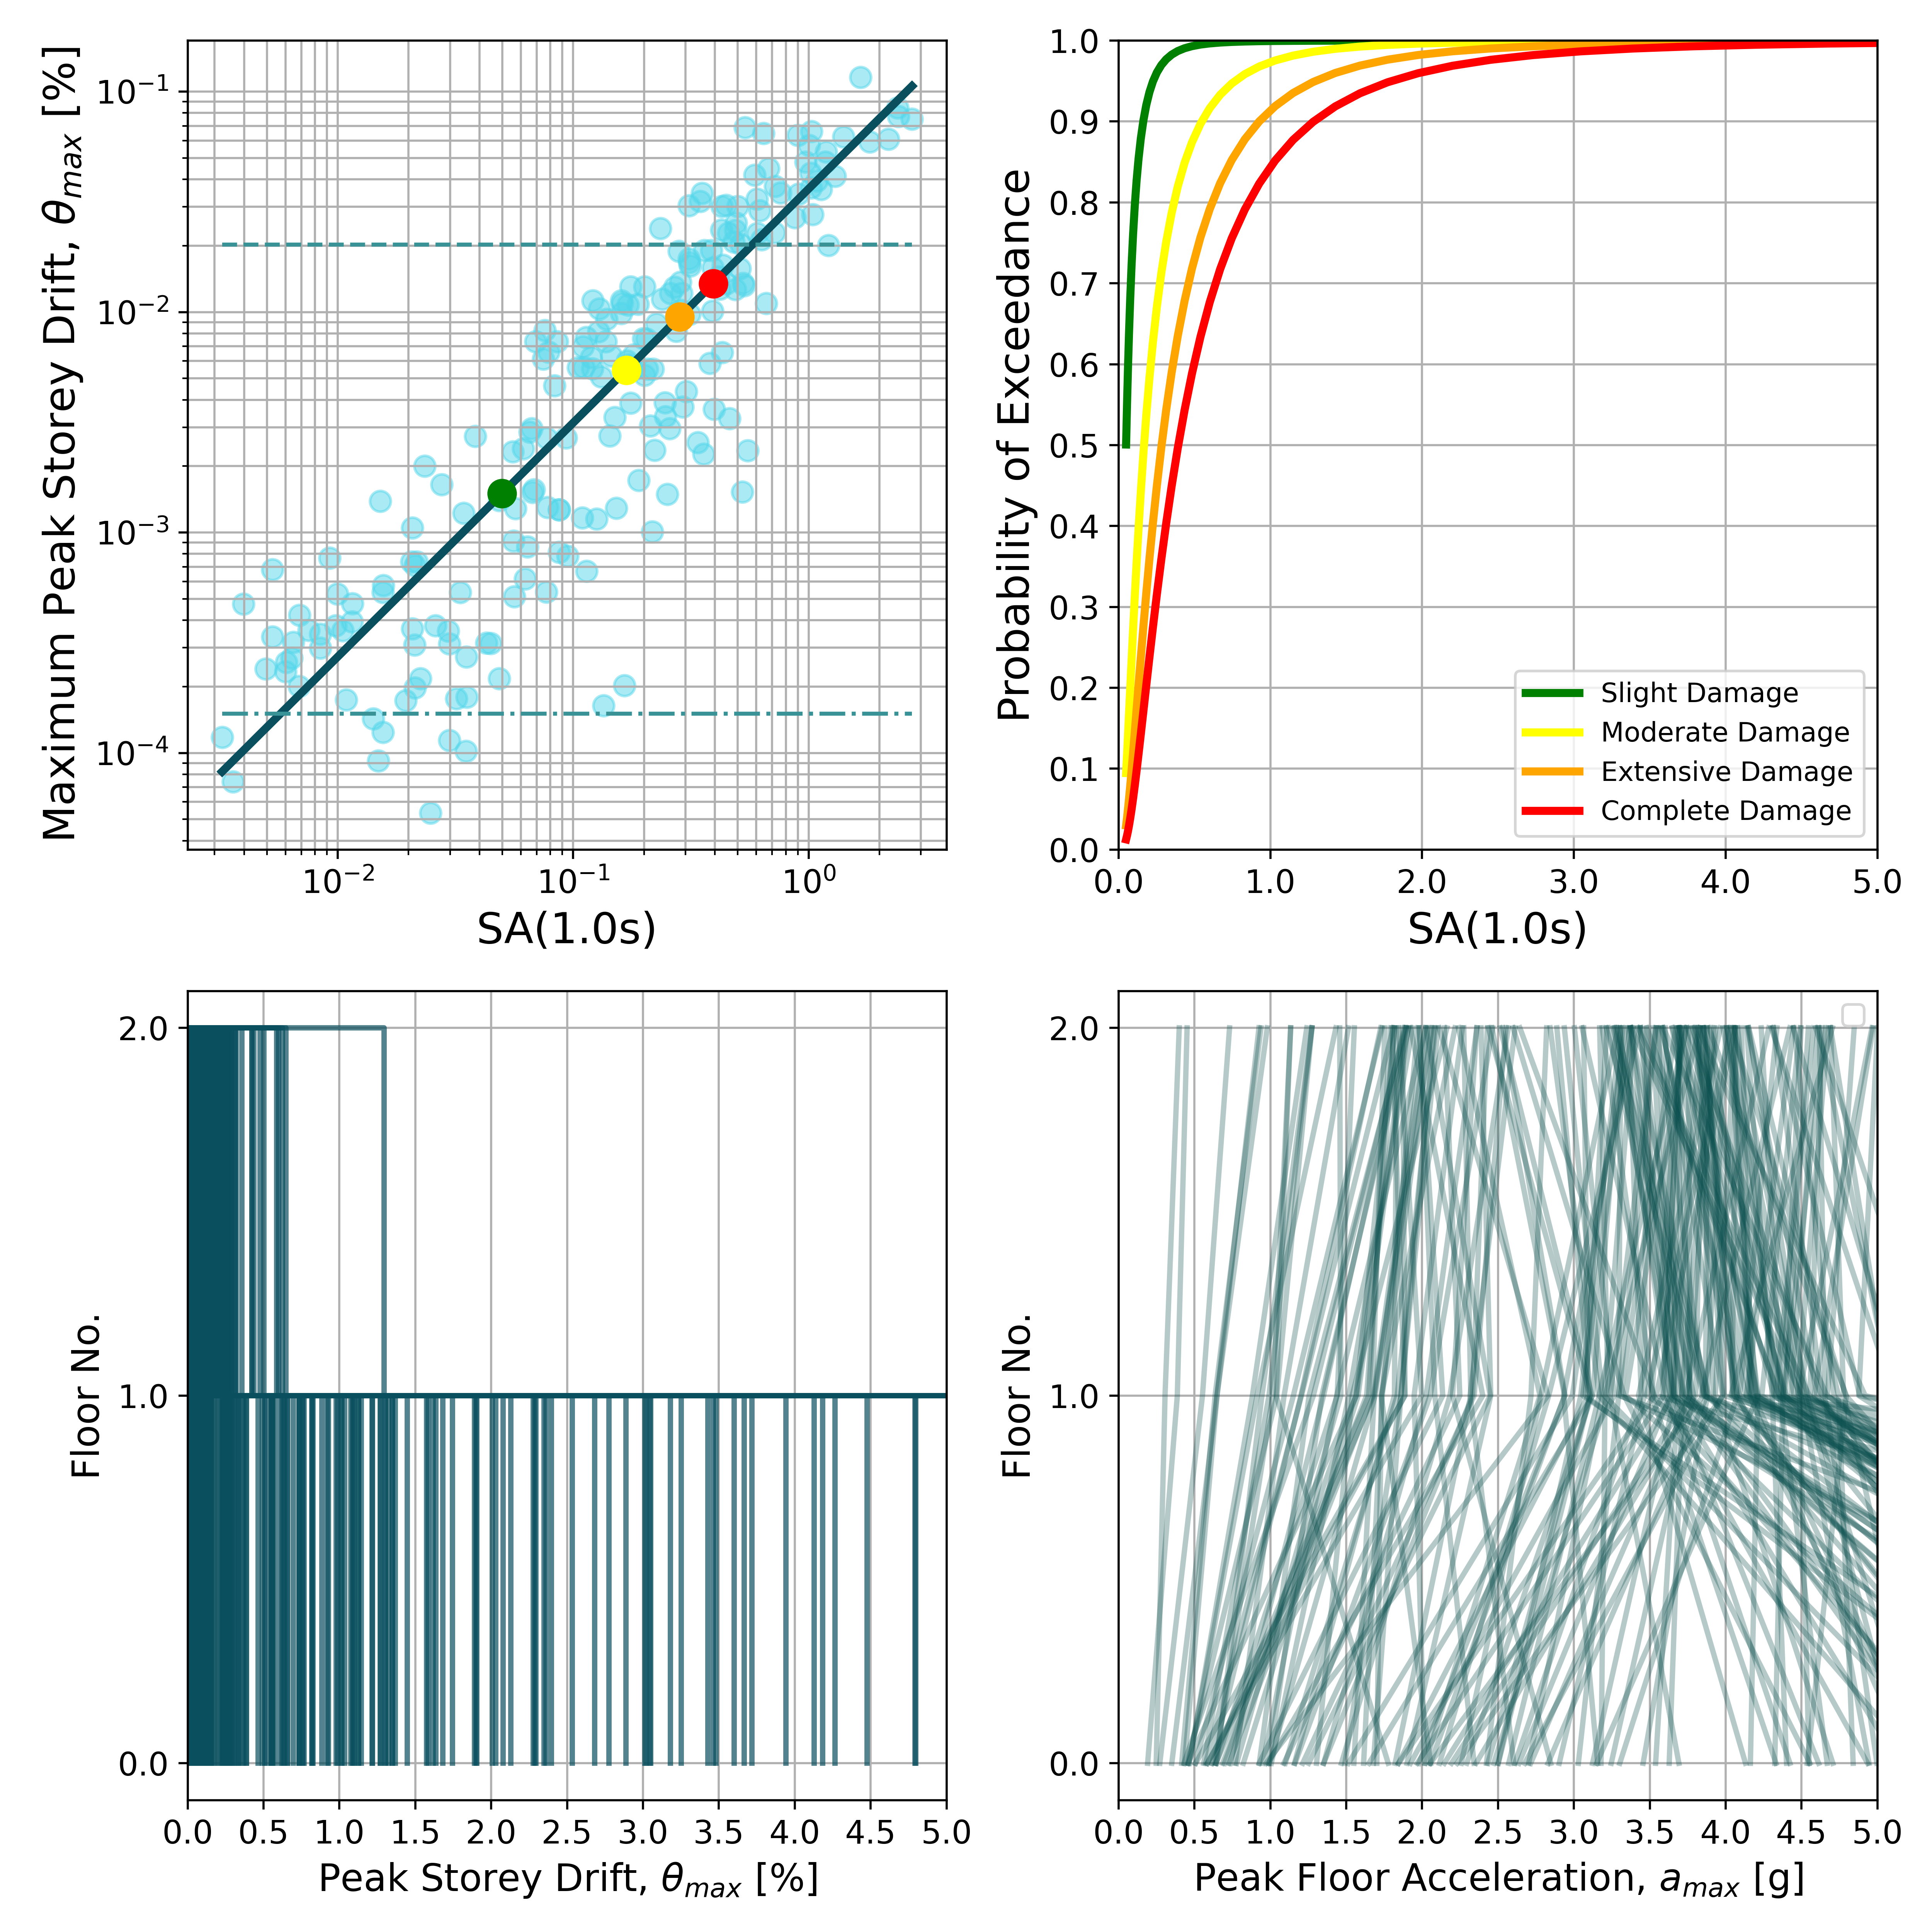 Maximum Peak Storey Drift, θmax [%]
10⁻¹
10⁻²
10⁻³
10⁻⁴
10⁻² 10⁻¹ 10⁰
SA(1.0s)
Probability of Exceedance
1.0
0.9
0.8
0.7
0.6
0.5
0.4
0.3
0.2
0.1
0.0
Slight Damage
Moderate Damage
Extensive Damage
Complete Damage
0.0 1.0 2.0 3.0 4.0 5.0
SA(1.0s)
Floor No.
2.0
1.0
0.0
0.0 0.5 1.0 1.5 2.0 2.5 3.0 3.5 4.0 4.5 5.0
Peak Storey Drift, θmax [%]
Floor No.
2.0
1.0
0.0
0.0 0.5 1.0 1.5 2.0 2.5 3.0 3.5 4.0 4.5 5.0
Peak Floor Acceleration, amax [g]